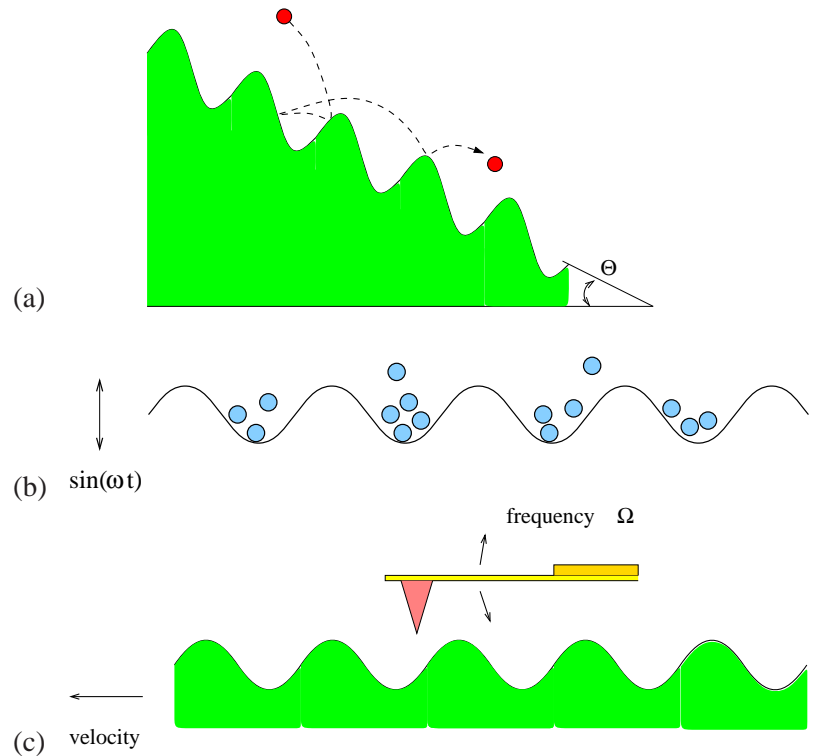 Θ
(a)
sin(ωt)
(b)
frequency Ω
velocity
(c)